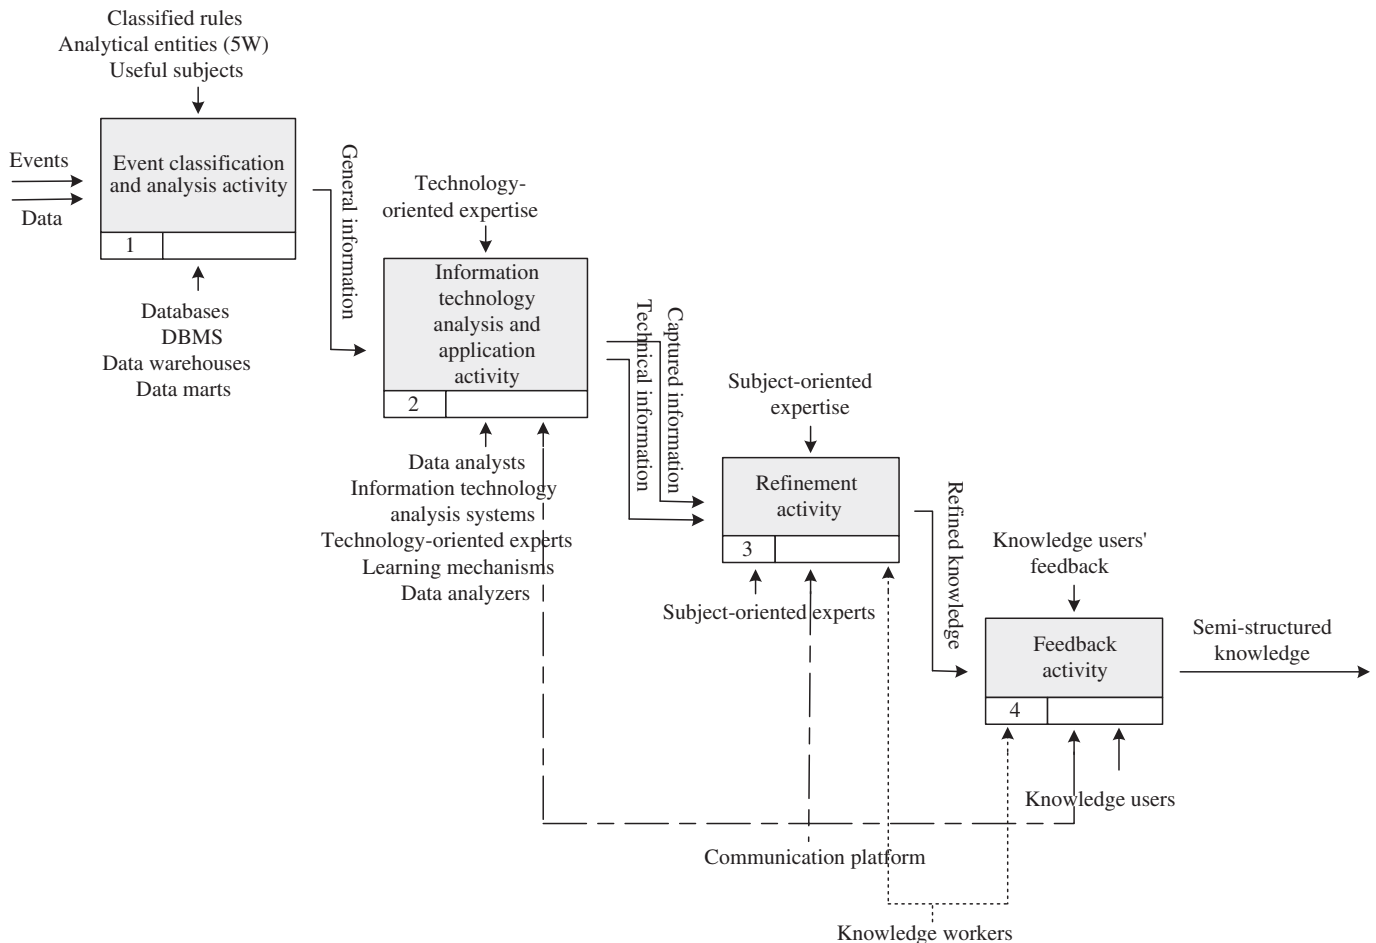 Classified rules
Analytical entities (5W)
Useful subjects
Events
Data
Event classification
and analysis activity
1
Databases
DBMS
Data warehouses
Data marts
General information
Technology-
oriented expertise
Information
technology
analysis and
application
activity
2
Data analysts
Information technology
analysis systems
Technology-oriented experts
Learning mechanisms
Data analyzers
Technical information
Captured information
Subject-oriented
expertise
Refinement
activity
3
Subject-oriented experts
Refined knowledge
Knowledge users'
feedback
Feedback
activity
4
Semi-structured
knowledge
Knowledge users
Communication platform
Knowledge workers